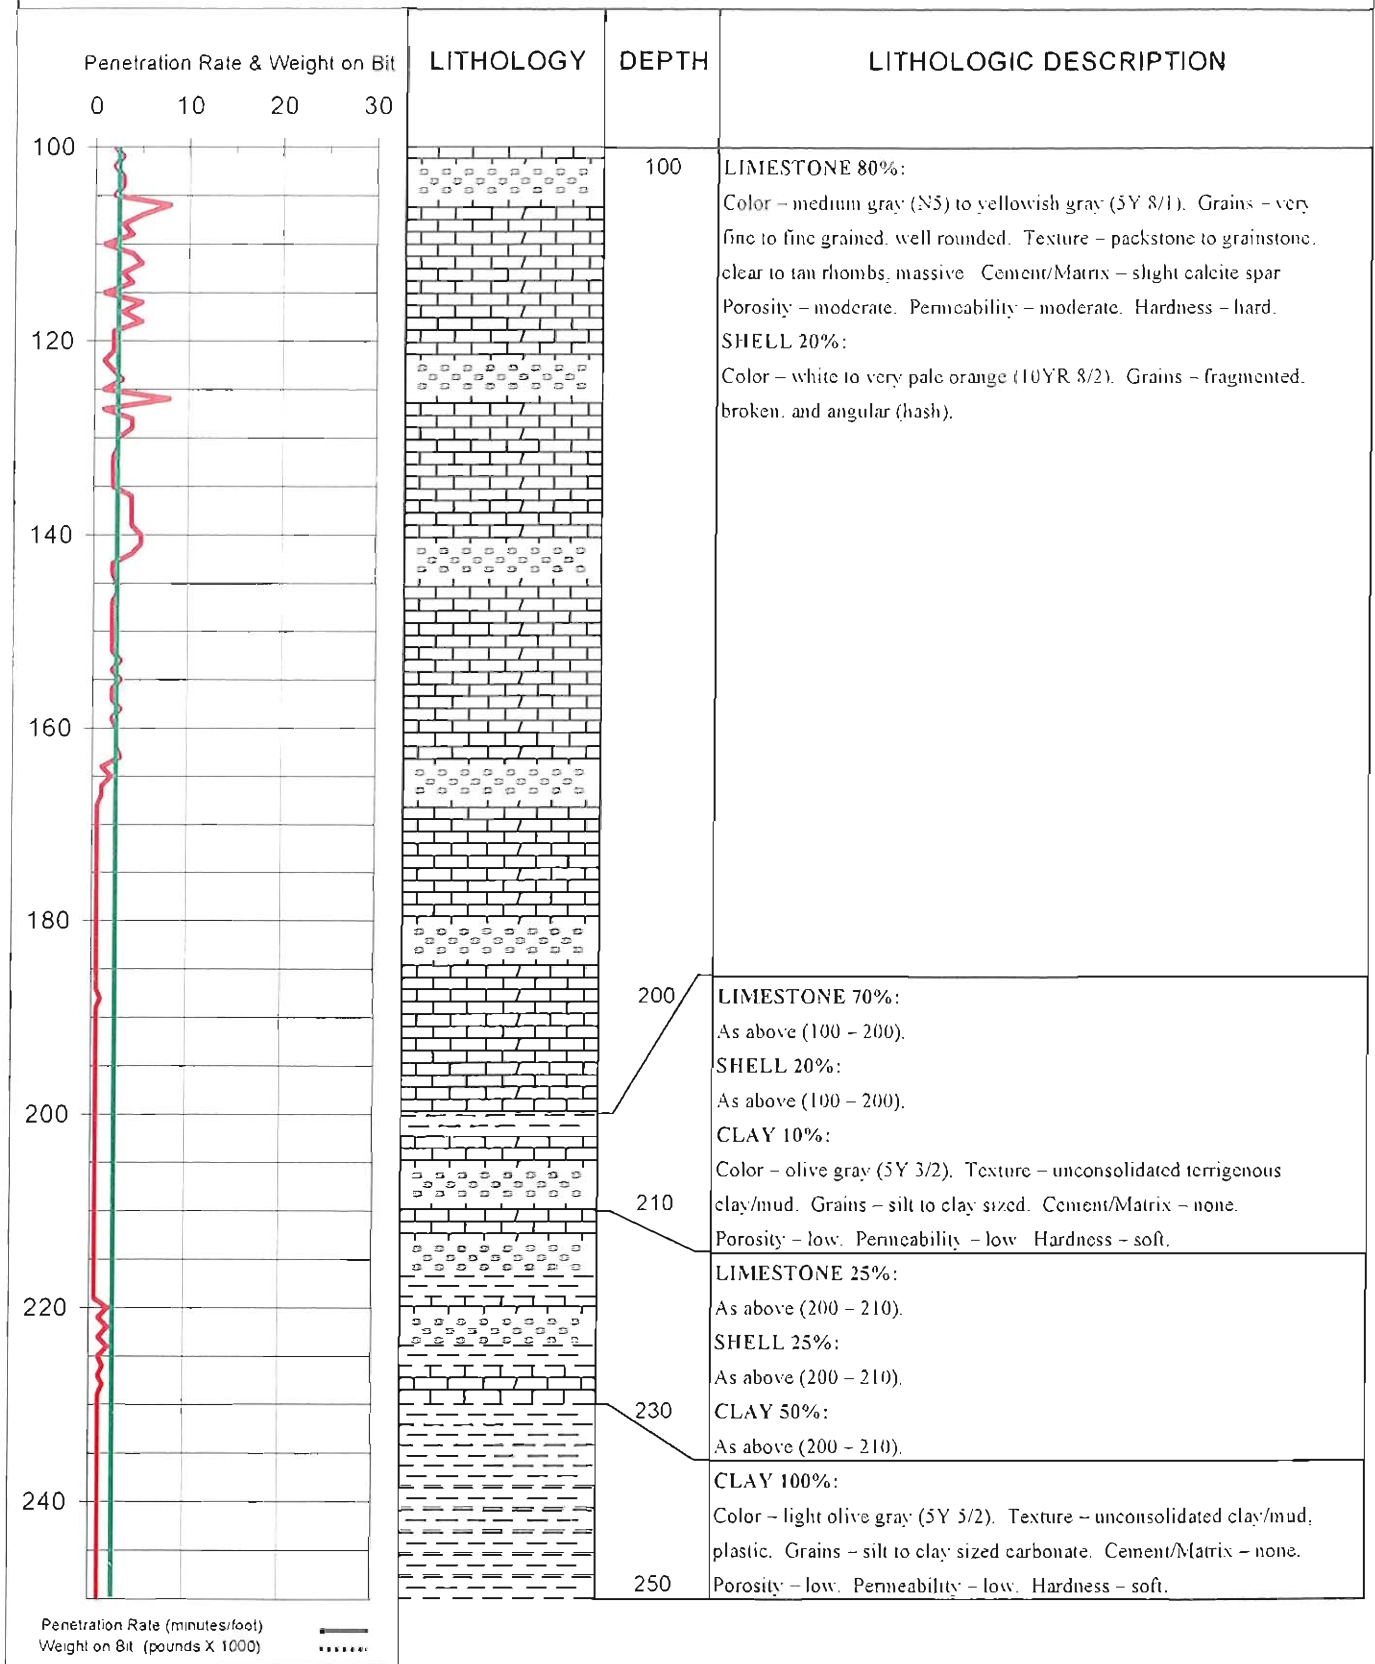 Penetration Rate & Weight on Bit
LITHOLOGY
DEPTH
LITHOLOGIC DESCRIPTION
0 10 20 30
100
120
140
160
180
200
220
240
100
LIMESTONE 80%:
Color – medium gray (N5) to yellowish gray (5Y 8/1). Grains – very
fine to fine grained, well rounded. Texture – packstone to grainstone,
clear to tan rhombs, massive Cement/Matrix – slight calcite spar
Porosity – moderate. Permeability – moderate. Hardness – hard.
SHELL 20%:
Color – white to very pale orange (10YR 8/2). Grains – fragmented,
broken, and angular (hash).
200
LIMESTONE 70%:
As above (100 – 200).
SHELL 20%:
As above (100 – 200).
CLAY 10%:
Color – olive gray (5Y 3/2). Texture – unconsolidated terrigenous
210
clay/mud. Grains – silt to clay sized. Cement/Matrix – none.
Porosity – low. Permeability – low Hardness – soft.
LIMESTONE 25%:
As above (200 – 210).
SHELL 25%:
As above (200 – 210).
230
CLAY 50%:
As above (200 – 210).
CLAY 100%:
Color – light olive gray (5Y 5/2). Texture – unconsolidated clay/mud,
plastic. Grains – silt to clay sized carbonate. Cement/Matrix – none.
250
Porosity – low. Permeability – low. Hardness – soft.
Penetration Rate (minutes/foot)
Weight on Bit (pounds X 1000)